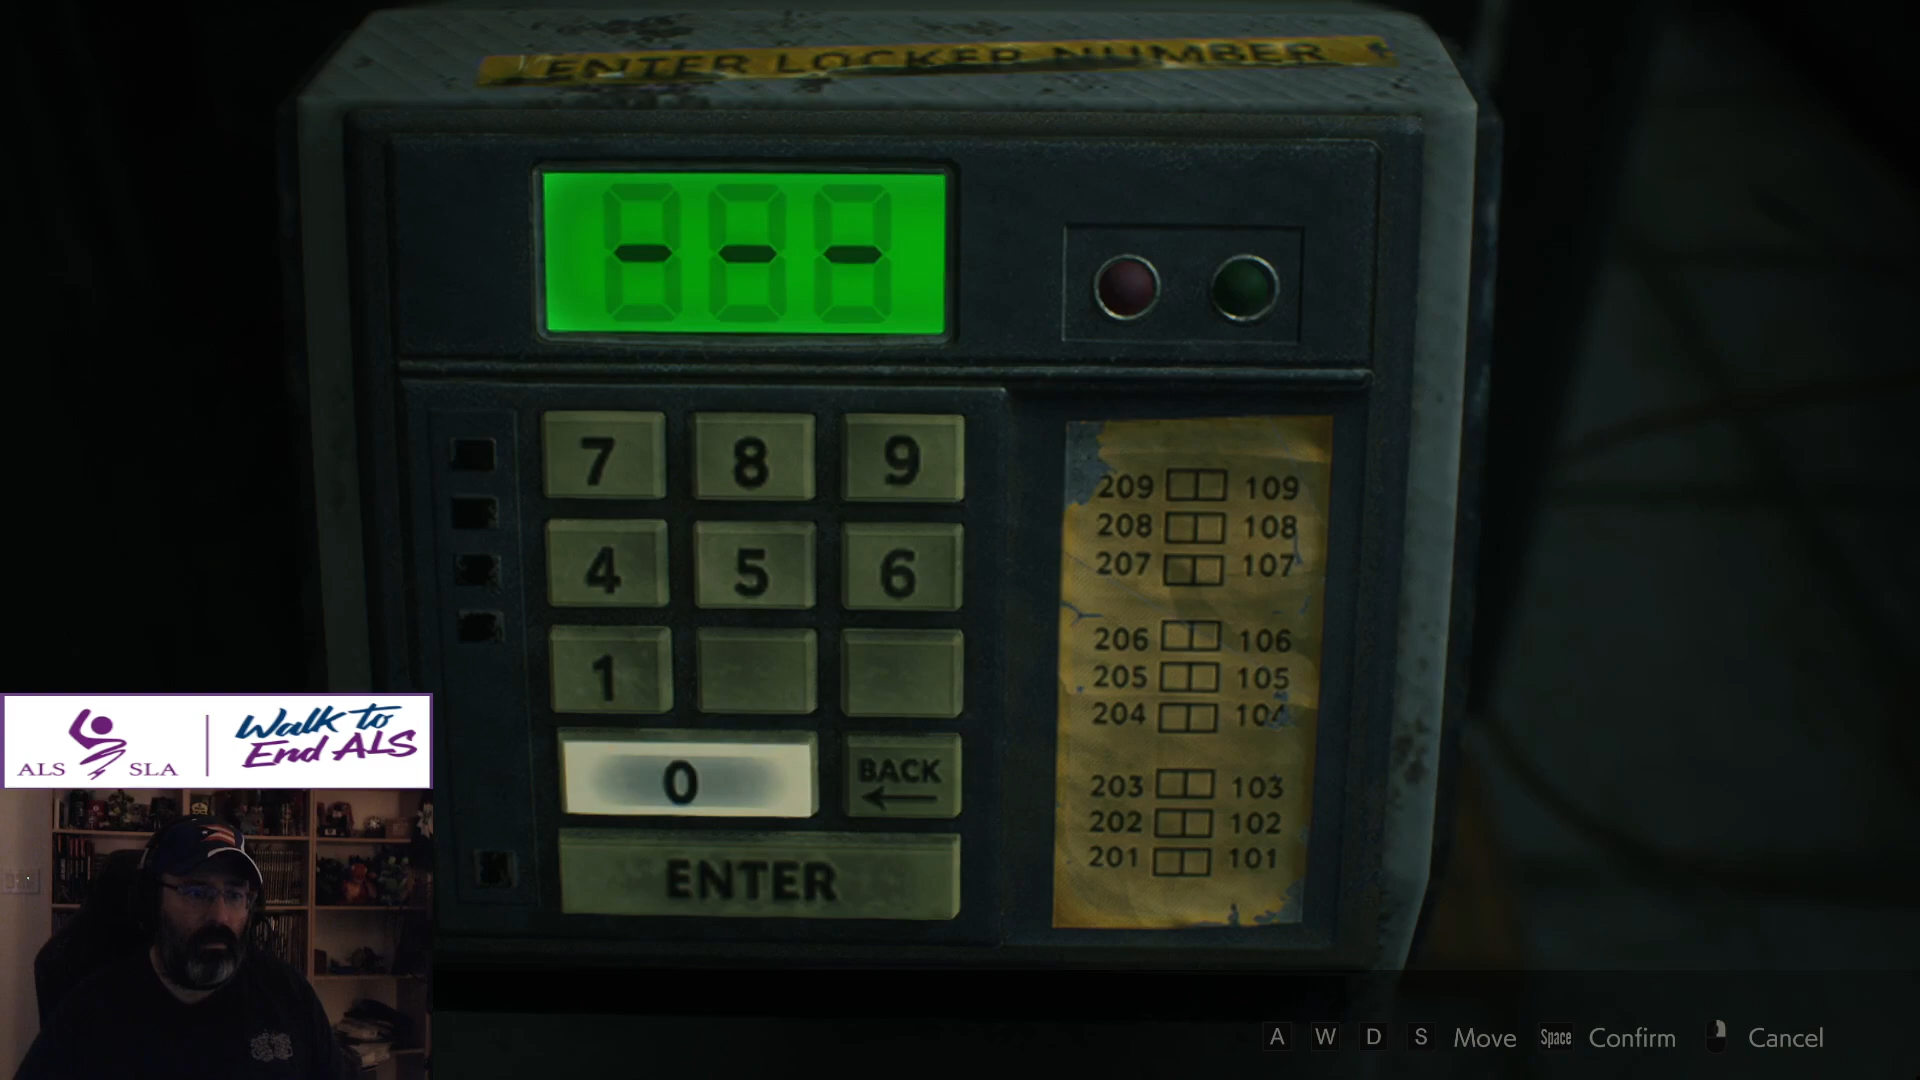 ENTER LOCKER NUMBER
---
7 8 9
4 5 6
1
0 BACK
ENTER
209 109
208 108
207 107
206 106
205 105
204 104
203 103
202 102
201 101
ALS SLA Walk to End ALS
A W D S Move Space Confirm Cancel